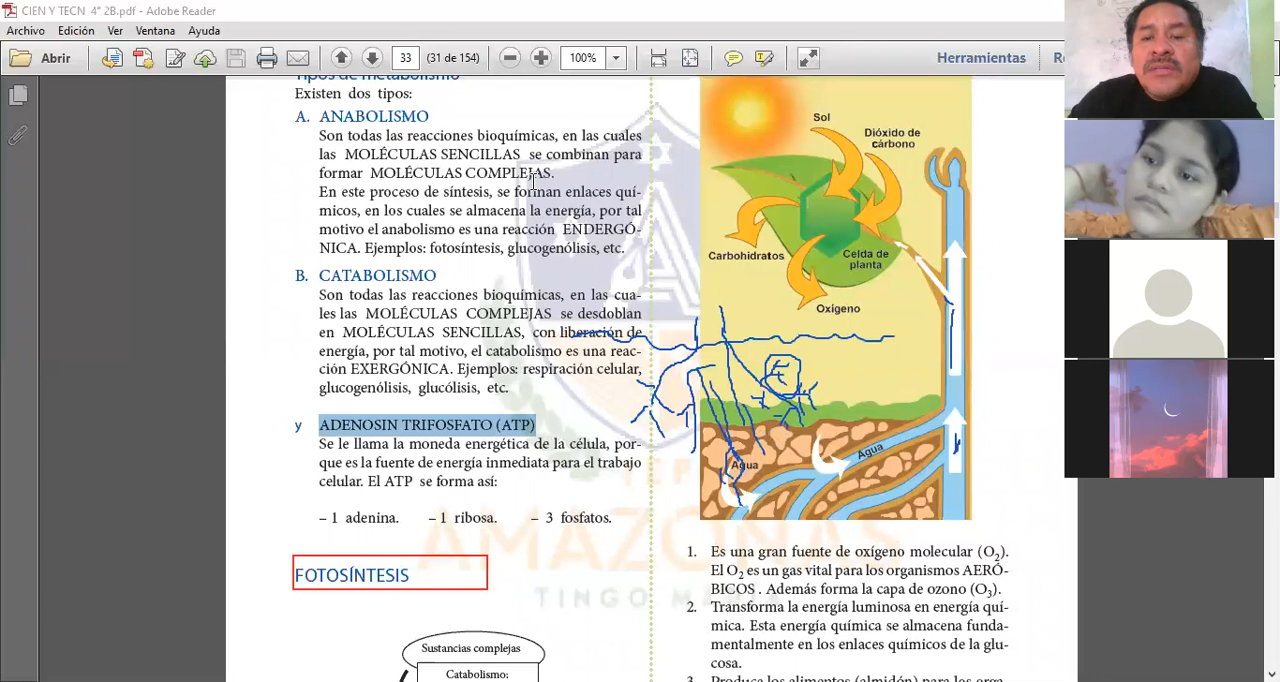 CIEN Y TECN 4° 2B.pdf - Adobe Reader
Archivo Edición Ver Ventana Ayuda
Abrir 33 (31 de 154) 100% Herramientas
Tipos de metabolismo
Existen dos tipos:
A. ANABOLISMO
Son todas las reacciones bioquímicas, en las cuales
las MOLÉCULAS SENCILLAS se combinan para
formar MOLÉCULAS COMPLEJAS.
En este proceso de síntesis, se forman enlaces quí-
micos, en los cuales se almacena la energía, por tal
motivo el anabolismo es una reacción ENDERGÓ-
NICA. Ejemplos: fotosíntesis, glucogenólisis, etc.
B. CATABOLISMO
Son todas las reacciones bioquímicas, en las cua-
les las MOLÉCULAS COMPLEJAS se desdoblan
en MOLÉCULAS SENCILLAS, con liberación de
energía, por tal motivo, el catabolismo es una reac-
ción EXERGÓNICA. Ejemplos: respiración celular,
glucogenólisis, glucólisis, etc.
y ADENOSIN TRIFOSFATO (ATP)
Se le llama la moneda energética de la célula, por-
que es la fuente de energía inmediata para el trabajo
celular. El ATP se forma así:
– 1 adenina. – 1 ribosa. – 3 fosfatos.
FOTOSÍNTESIS
Sustancias complejas
Catabolismo:
Sol
Dióxido de
carbono
Carbohidratos
Celda de
planta
Oxígeno
Agua
Agua
1. Es una gran fuente de oxígeno molecular (O₂).
El O₂ es un gas vital para los organismos AERÓ-
BICOS . Además forma la capa de ozono (O₃).
2. Transforma la energía luminosa en energía quí-
mica. Esta energía química se almacena funda-
mentalmente en los enlaces químicos de la glu-
cosa.
3. Produce los alimentos (almidón) para los
AMAZONAS
TINGO